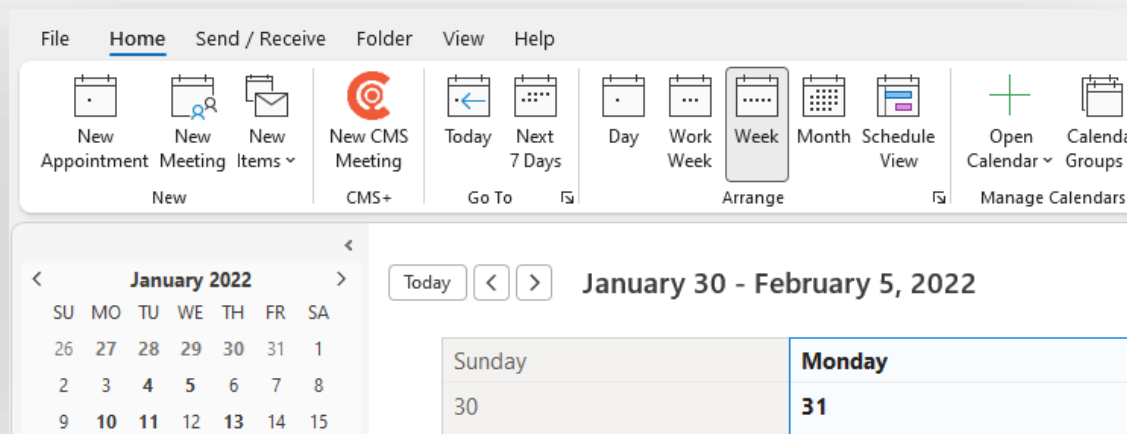 File Home Send / Receive Folder View Help
New Appointment
New Meeting
New Items
New CMS Meeting
Today
Next 7 Days
Day
Work Week
Week
Month
Schedule View
Open Calendar
Calenda
Groups
New
CMS+
Go To
Arrange
Manage Calendars
January 2022
SU MO TU WE TH FR SA
26 27 28 29 30 31 1
2 3 4 5 6 7 8
9 10 11 12 13 14 15
Today
January 30 - February 5, 2022
Sunday
Monday
30
31